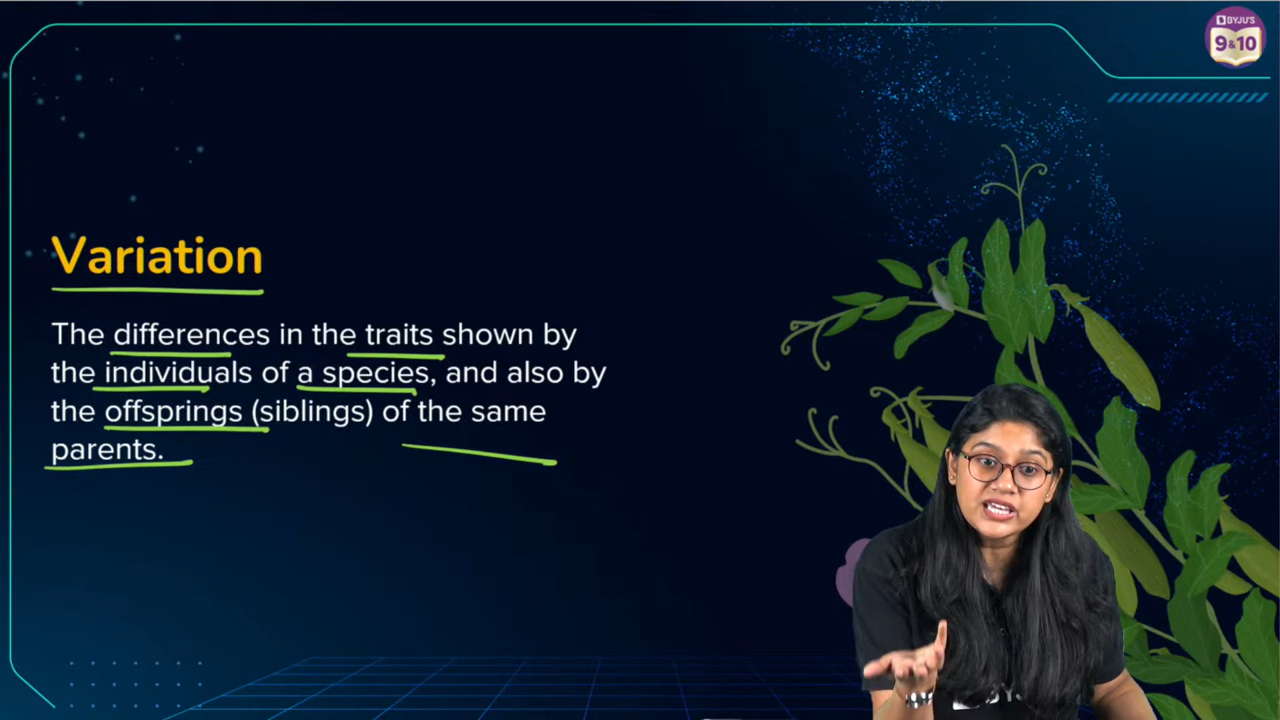 BYJU'S
9&10
Variation
The differences in the traits shown by
the individuals of a species, and also by
the offsprings (siblings) of the same
parents.